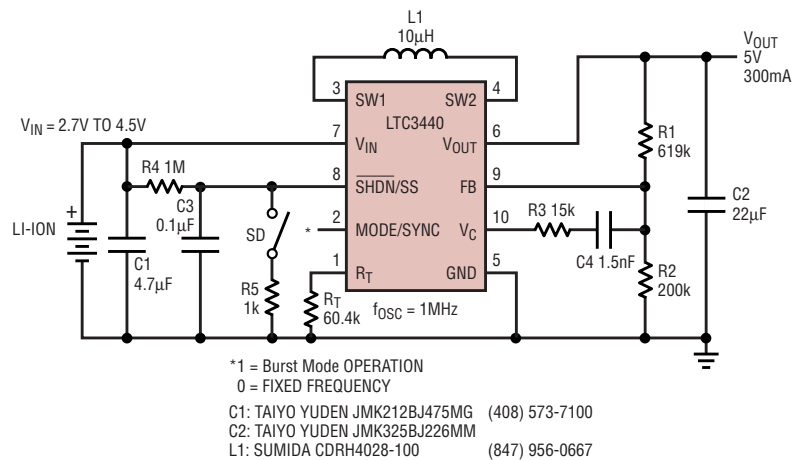 L1
10µH
VOUT
5V
300mA
3
SW1
SW2
4
LTC3440
VIN = 2.7V TO 4.5V
7
VIN
VOUT
6
R1
619k
R4 1M
8
SHDN/SS
FB
9
C3
0.1µF
C2
22µF
+
LI-ION
SD
*
2
MODE/SYNC
VC
10
R3 15k
C4 1.5nF
C1
4.7µF
1
RT
GND
5
R2
200k
R5
1k
RT
60.4k
fOSC = 1MHz
*1 = Burst Mode OPERATION
0 = FIXED FREQUENCY
C1: TAIYO YUDEN JMK212BJ475MG (408) 573-7100
C2: TAIYO YUDEN JMK325BJ226MM
L1: SUMIDA CDRH4028-100 (847) 956-0667